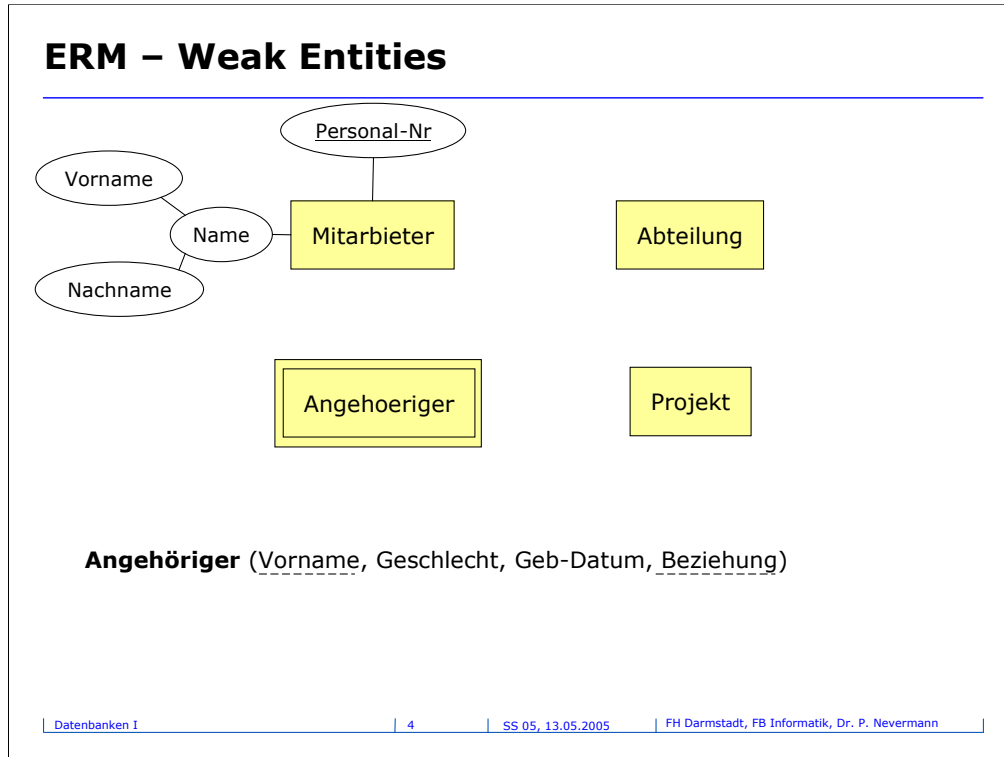 ERM – Weak Entities
Personal-Nr
Vorname
Name
Mitarbeiter
Abteilung
Nachname
Angehoeriger
Projekt
Angehöriger (Vorname, Geschlecht, Geb-Datum, Beziehung)
Datenbanken I
4
SS 05, 13.05.2005
FH Darmstadt, FB Informatik, Dr. P. Nevermann